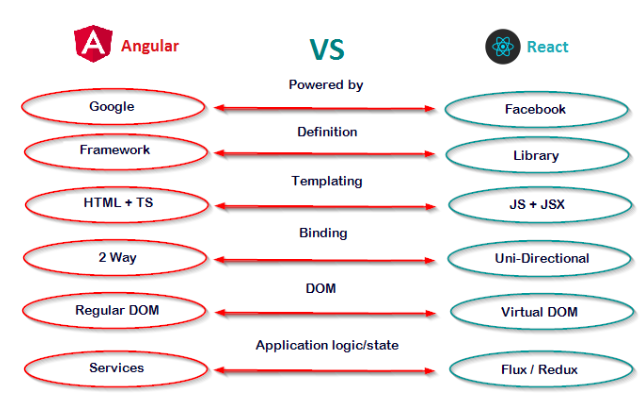 Angular VS React
Powered by
Google Facebook
Definition
Framework Library
Templating
HTML + TS JS + JSX
Binding
2 Way Uni-Directional
DOM
Regular DOM Virtual DOM
Application logic/state
Services Flux / Redux